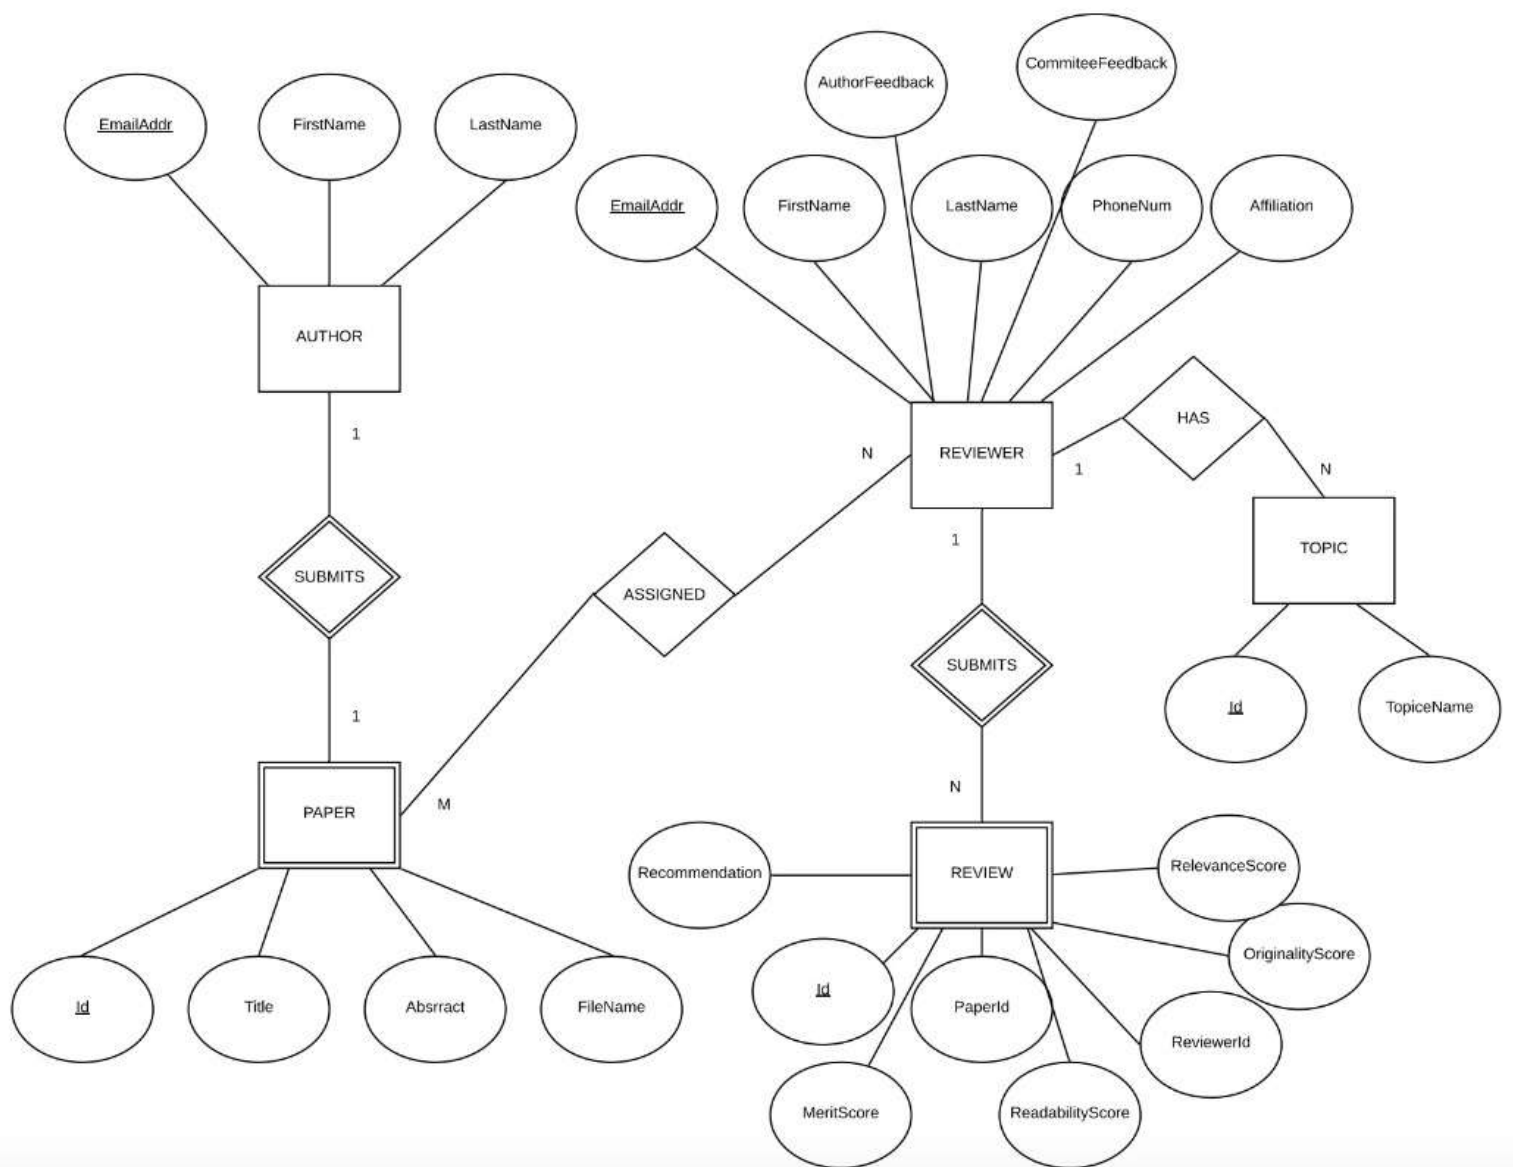 CommiteeFeedback
AuthorFeedback
EmailAddr
FirstName
LastName
EmailAddr
FirstName
LastName
PhoneNum
Affiliation
AUTHOR
HAS
1
N
REVIEWER
1
N
1
TOPIC
SUBMITS
ASSIGNED
SUBMITS
Id
TopiceName
1
N
M
PAPER
Recommendation
REVIEW
RelevanceScore
OriginalityScore
Id
Title
Absrract
FileName
Id
PaperId
ReviewerId
MeritScore
ReadabilityScore